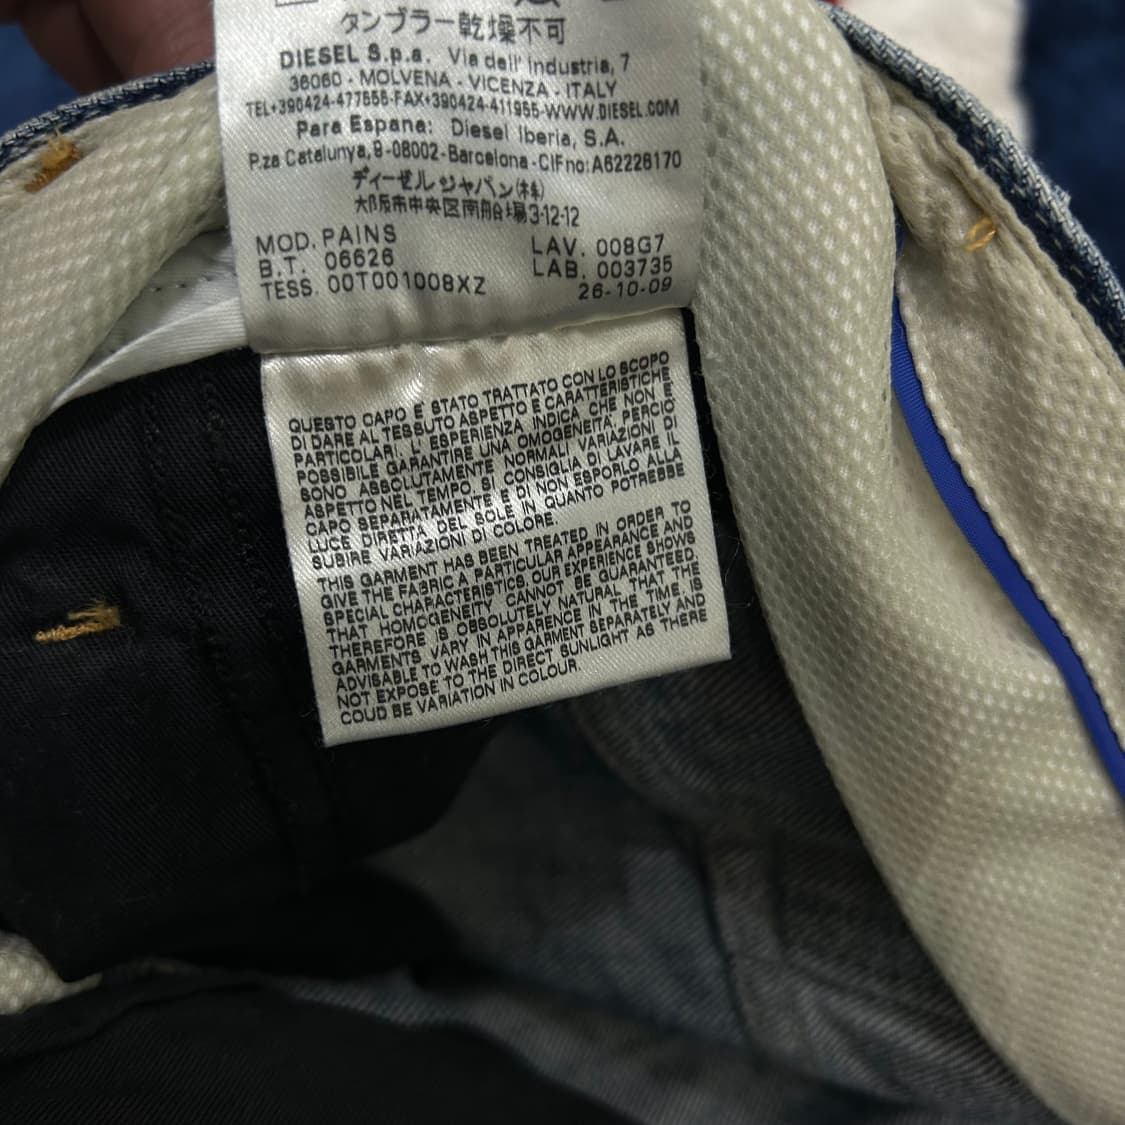 タンブラー乾燥不可
DIESEL S.p.a. Via dell' Industria, 7
36060 - MOLVENA - VICENZA - ITALY
TEL+390424-477555-FAX+390424-411955-WWW.DIESEL.COM
Para Espana: Diesel Iberia, S.A.
P.za Catalunya, 9 -08002 - Barcelona - CIF no: A62226170
ディーゼル ジャパン(株)
大阪市中央区南船場3-12-12
MOD. PAINS LAV. 008G7
B.T. 06626 LAB. 003735
TESS. 00T001008XZ 26-10-09
QUESTO CAPO E STATO TRATTATO CON LO SCOPO
DI DARE AL TESSUTO ASPETTO E CARATTERISTICHE
PARTICOLARI. L' ESPERIENZA INDICA CHE NON E'
POSSIBILE GARANTIRE UNA OMOGENEITA', PERCIO'
SONO ASSOLUTAMENTE NORMALI VARIAZIONI DI
ASPETTO NEL TEMPO. SI CONSIGLIA DI LAVARE IL
CAPO SEPARATAMENTE E DI NON ESPORLO ALLA
LUCE DIRETTA DEL SOLE IN QUANTO POTREBBE
SUBIRE VARIAZIONI DI COLORE.
THIS GARMENT HAS BEEN TREATED IN ORDER TO
GIVE THE FABRIC A PARTICULAR APPEARANCE AND
SPECIAL CHARACTERISTICS. OUR EXPERIENCE SHOWS
THAT HOMOGENEITY CANNOT BE GUARANTEED,
THEREFORE IS OBSOLUTELY NATURAL THAT THE
GARMENTS VARY IN APPARENCE IN THE TIME. IS
ADVISABLE TO WASH THIS GARMENT SEPARATELY AND
NOT EXPOSE TO THE DIRECT SUNLIGHT AS THERE
COUD BE VARIATION IN COLOUR.